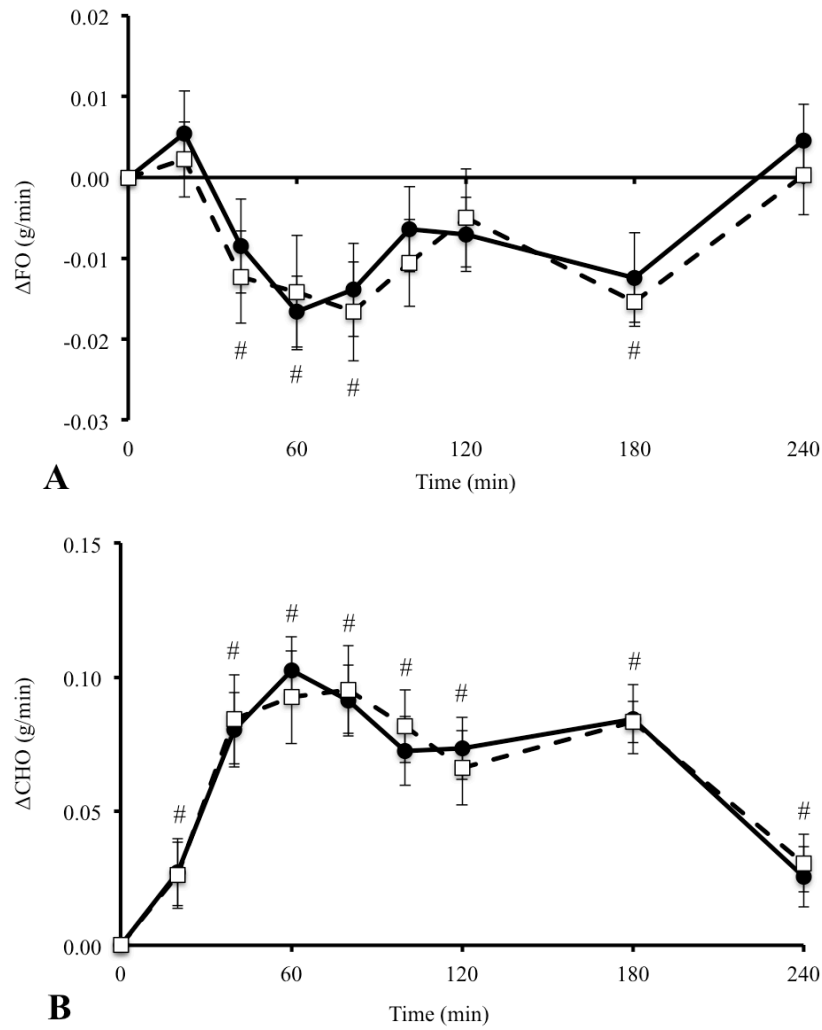 0.02
0.01
0.00
-0.01
-0.02
-0.03
ΔFO (g/min)
# # # #
0 60 120 180 240
Time (min)
A
0.15
0.10
0.05
0.00
ΔCHO (g/min)
# # # # # # # #
0 60 120 180 240
Time (min)
B